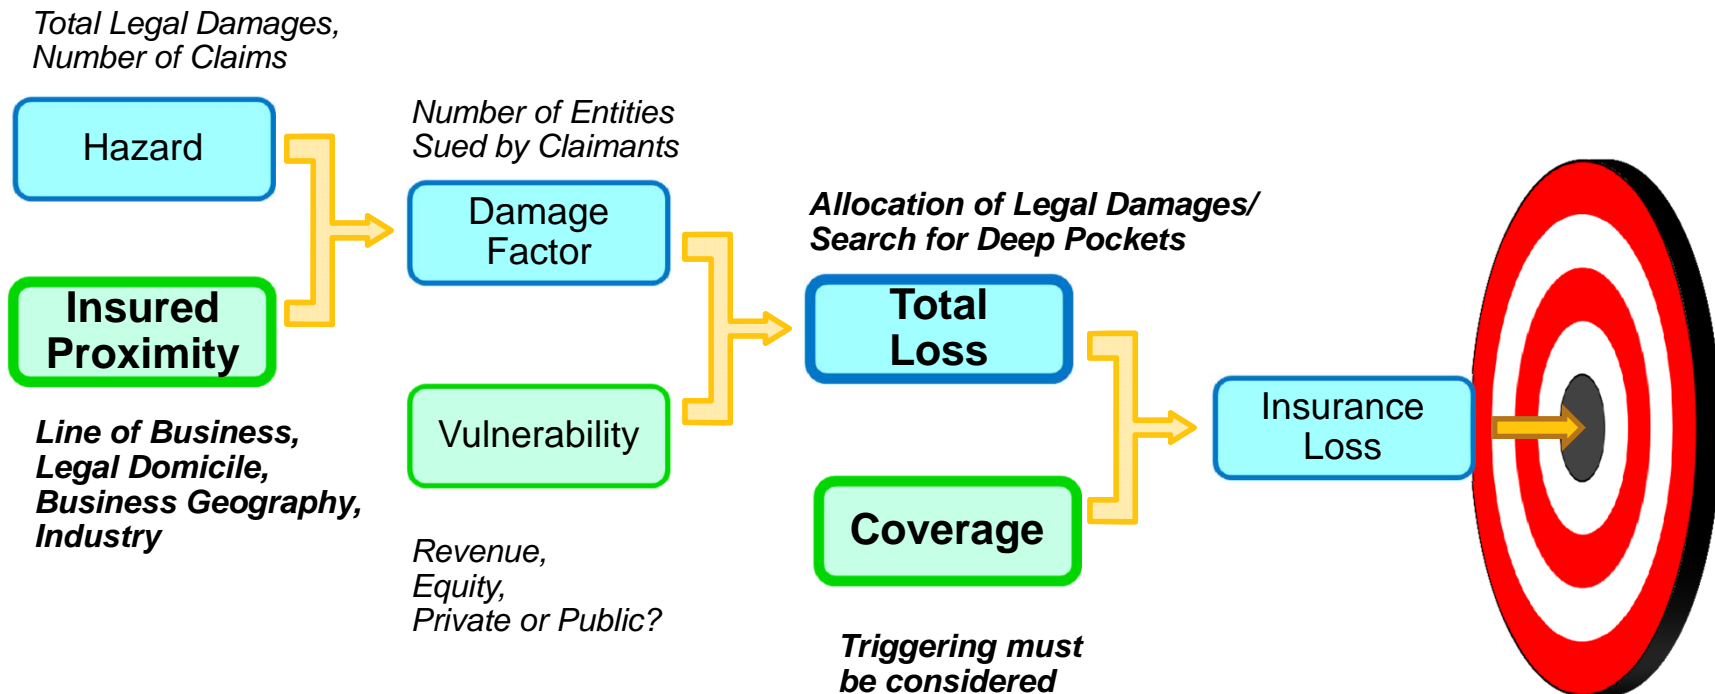 Total Legal Damages,
Number of Claims
Hazard
Insured
Proximity
Line of Business,
Legal Domicile,
Business Geography,
Industry
Number of Entities
Sued by Claimants
Damage
Factor
Vulnerability
Revenue,
Equity,
Private or Public?
Allocation of Legal Damages/
Search for Deep Pockets
Total
Loss
Coverage
Triggering must
be considered
Insurance
Loss